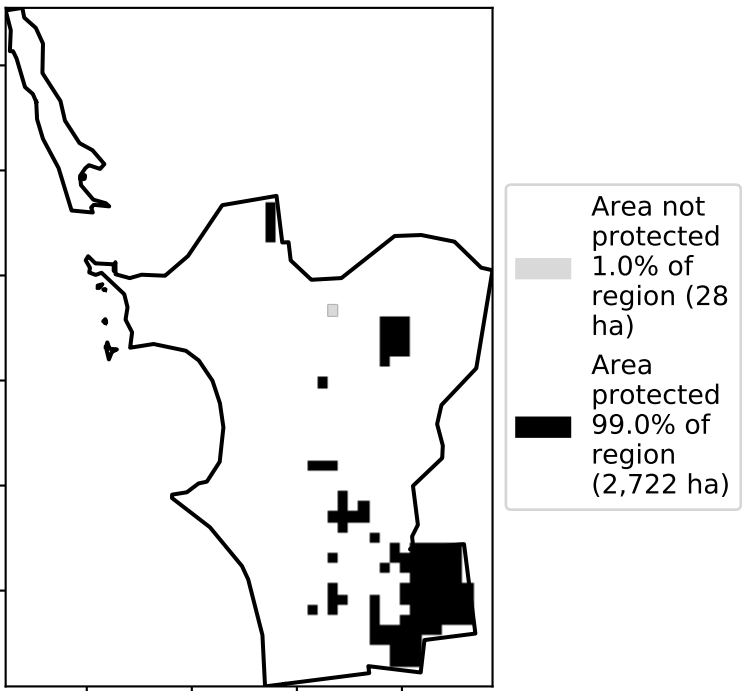 Area not
protected
1.0% of
region (28
ha)
Area
protected
99.0% of
region
(2,722 ha)